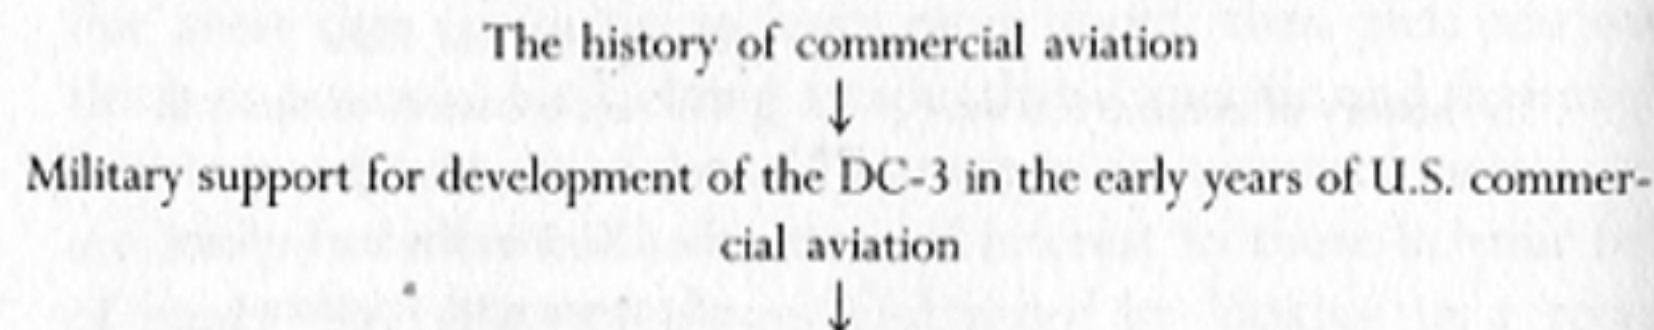 The history of commercial aviation
↓
Military support for development of the DC-3 in the early years of U.S. commer-
cial aviation
↓